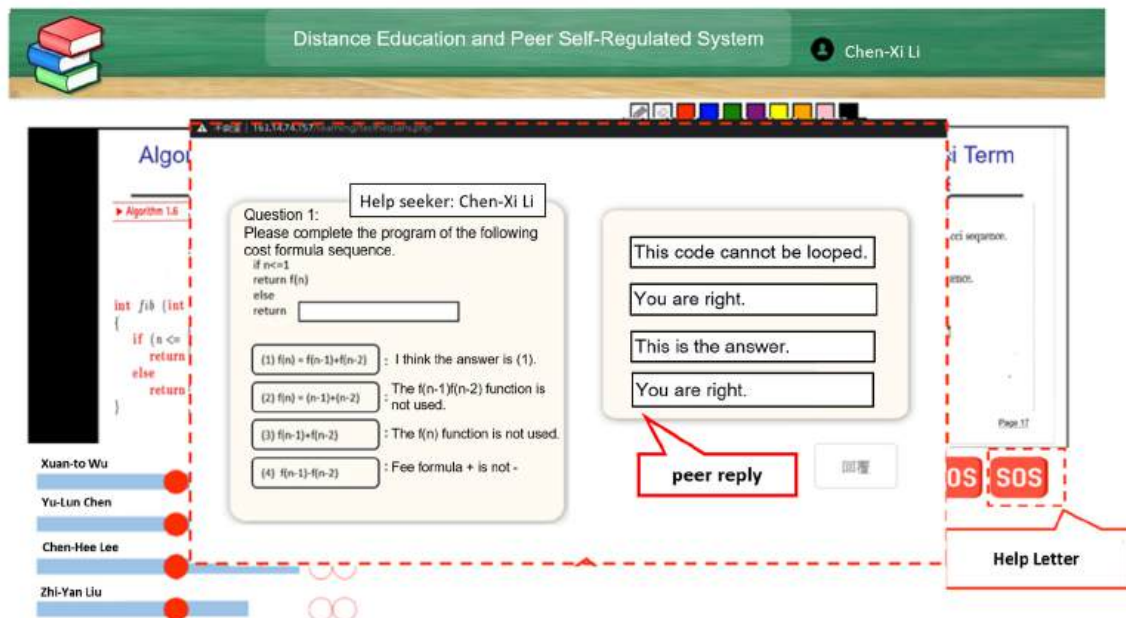 Distance Education and Peer Self-Regulated System
Chen-Xi Li
Algor
i Term
▶ Algorithm 1.6
cci sequence.
ence.
int fib (int
{
if (n <=
return
else
return
}
Page 17
Help seeker: Chen-Xi Li
Question 1:
Please complete the program of the following
cost formula sequence.
if n<=1
return f(n)
else
return
(1) f(n) = f(n-1)+f(n-2)
: I think the answer is (1).
(2) f(n) = (n-1)+(n-2)
: The f(n-1)f(n-2) function is
not used.
(3) f(n-1)+f(n-2)
: The f(n) function is not used.
(4) f(n-1)-f(n-2)
: Fee formula + is not -
This code cannot be looped.
You are right.
This is the answer.
You are right.
peer reply
回覆
OS
SOS
Help Letter
Xuan-to Wu
Yu-Lun Chen
Chen-Hee Lee
Zhi-Yan Liu